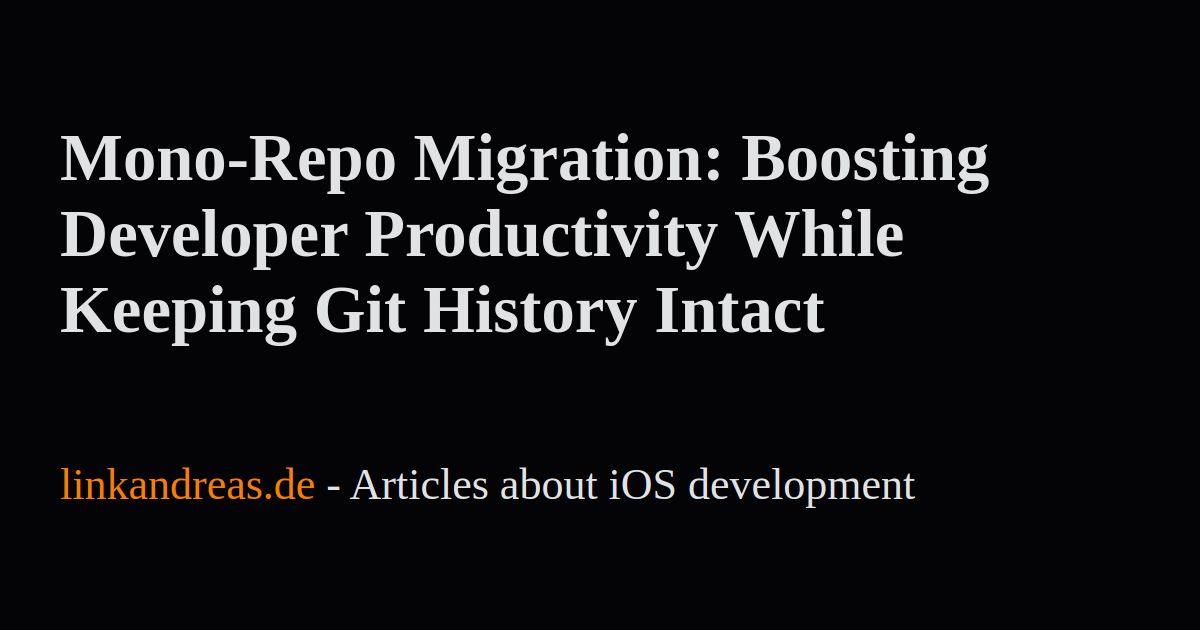 Mono-Repo Migration: Boosting
Developer Productivity While
Keeping Git History Intact
linkandreas.de - Articles about iOS development